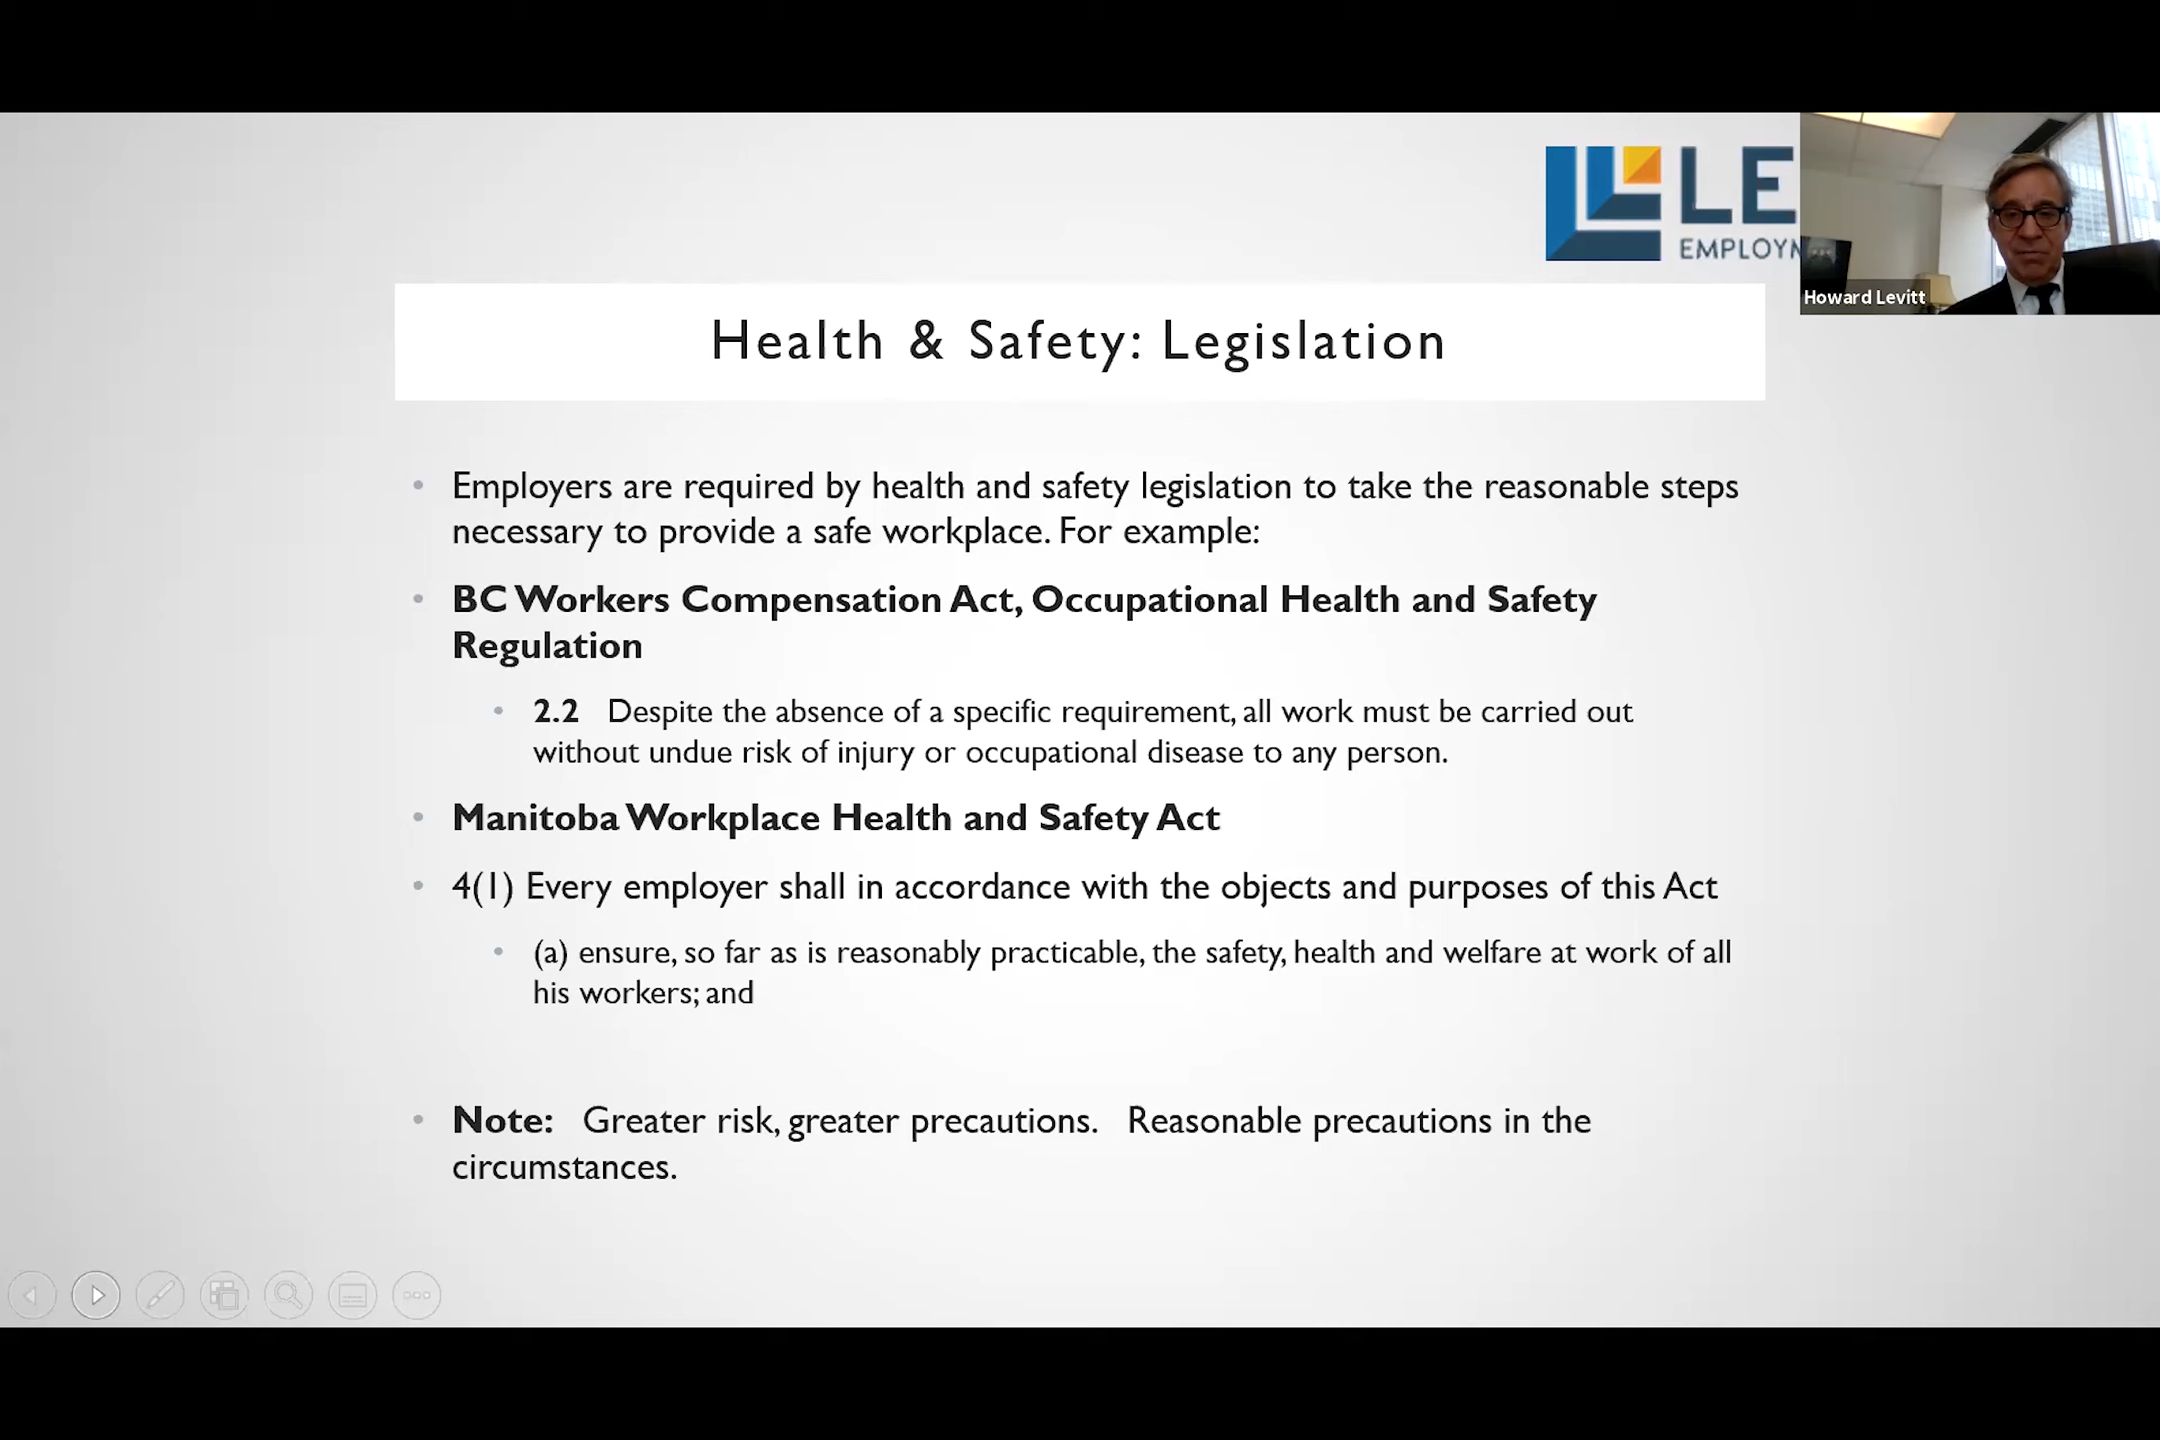 LE
EMPLOYM
Howard Levitt
Health & Safety: Legislation
• Employers are required by health and safety legislation to take the reasonable steps
necessary to provide a safe workplace. For example:
• BC Workers Compensation Act, Occupational Health and Safety
Regulation
• 2.2 Despite the absence of a specific requirement, all work must be carried out
without undue risk of injury or occupational disease to any person.
• Manitoba Workplace Health and Safety Act
• 4(1) Every employer shall in accordance with the objects and purposes of this Act
• (a) ensure, so far as is reasonably practicable, the safety, health and welfare at work of all
his workers; and
• Note: Greater risk, greater precautions. Reasonable precautions in the
circumstances.